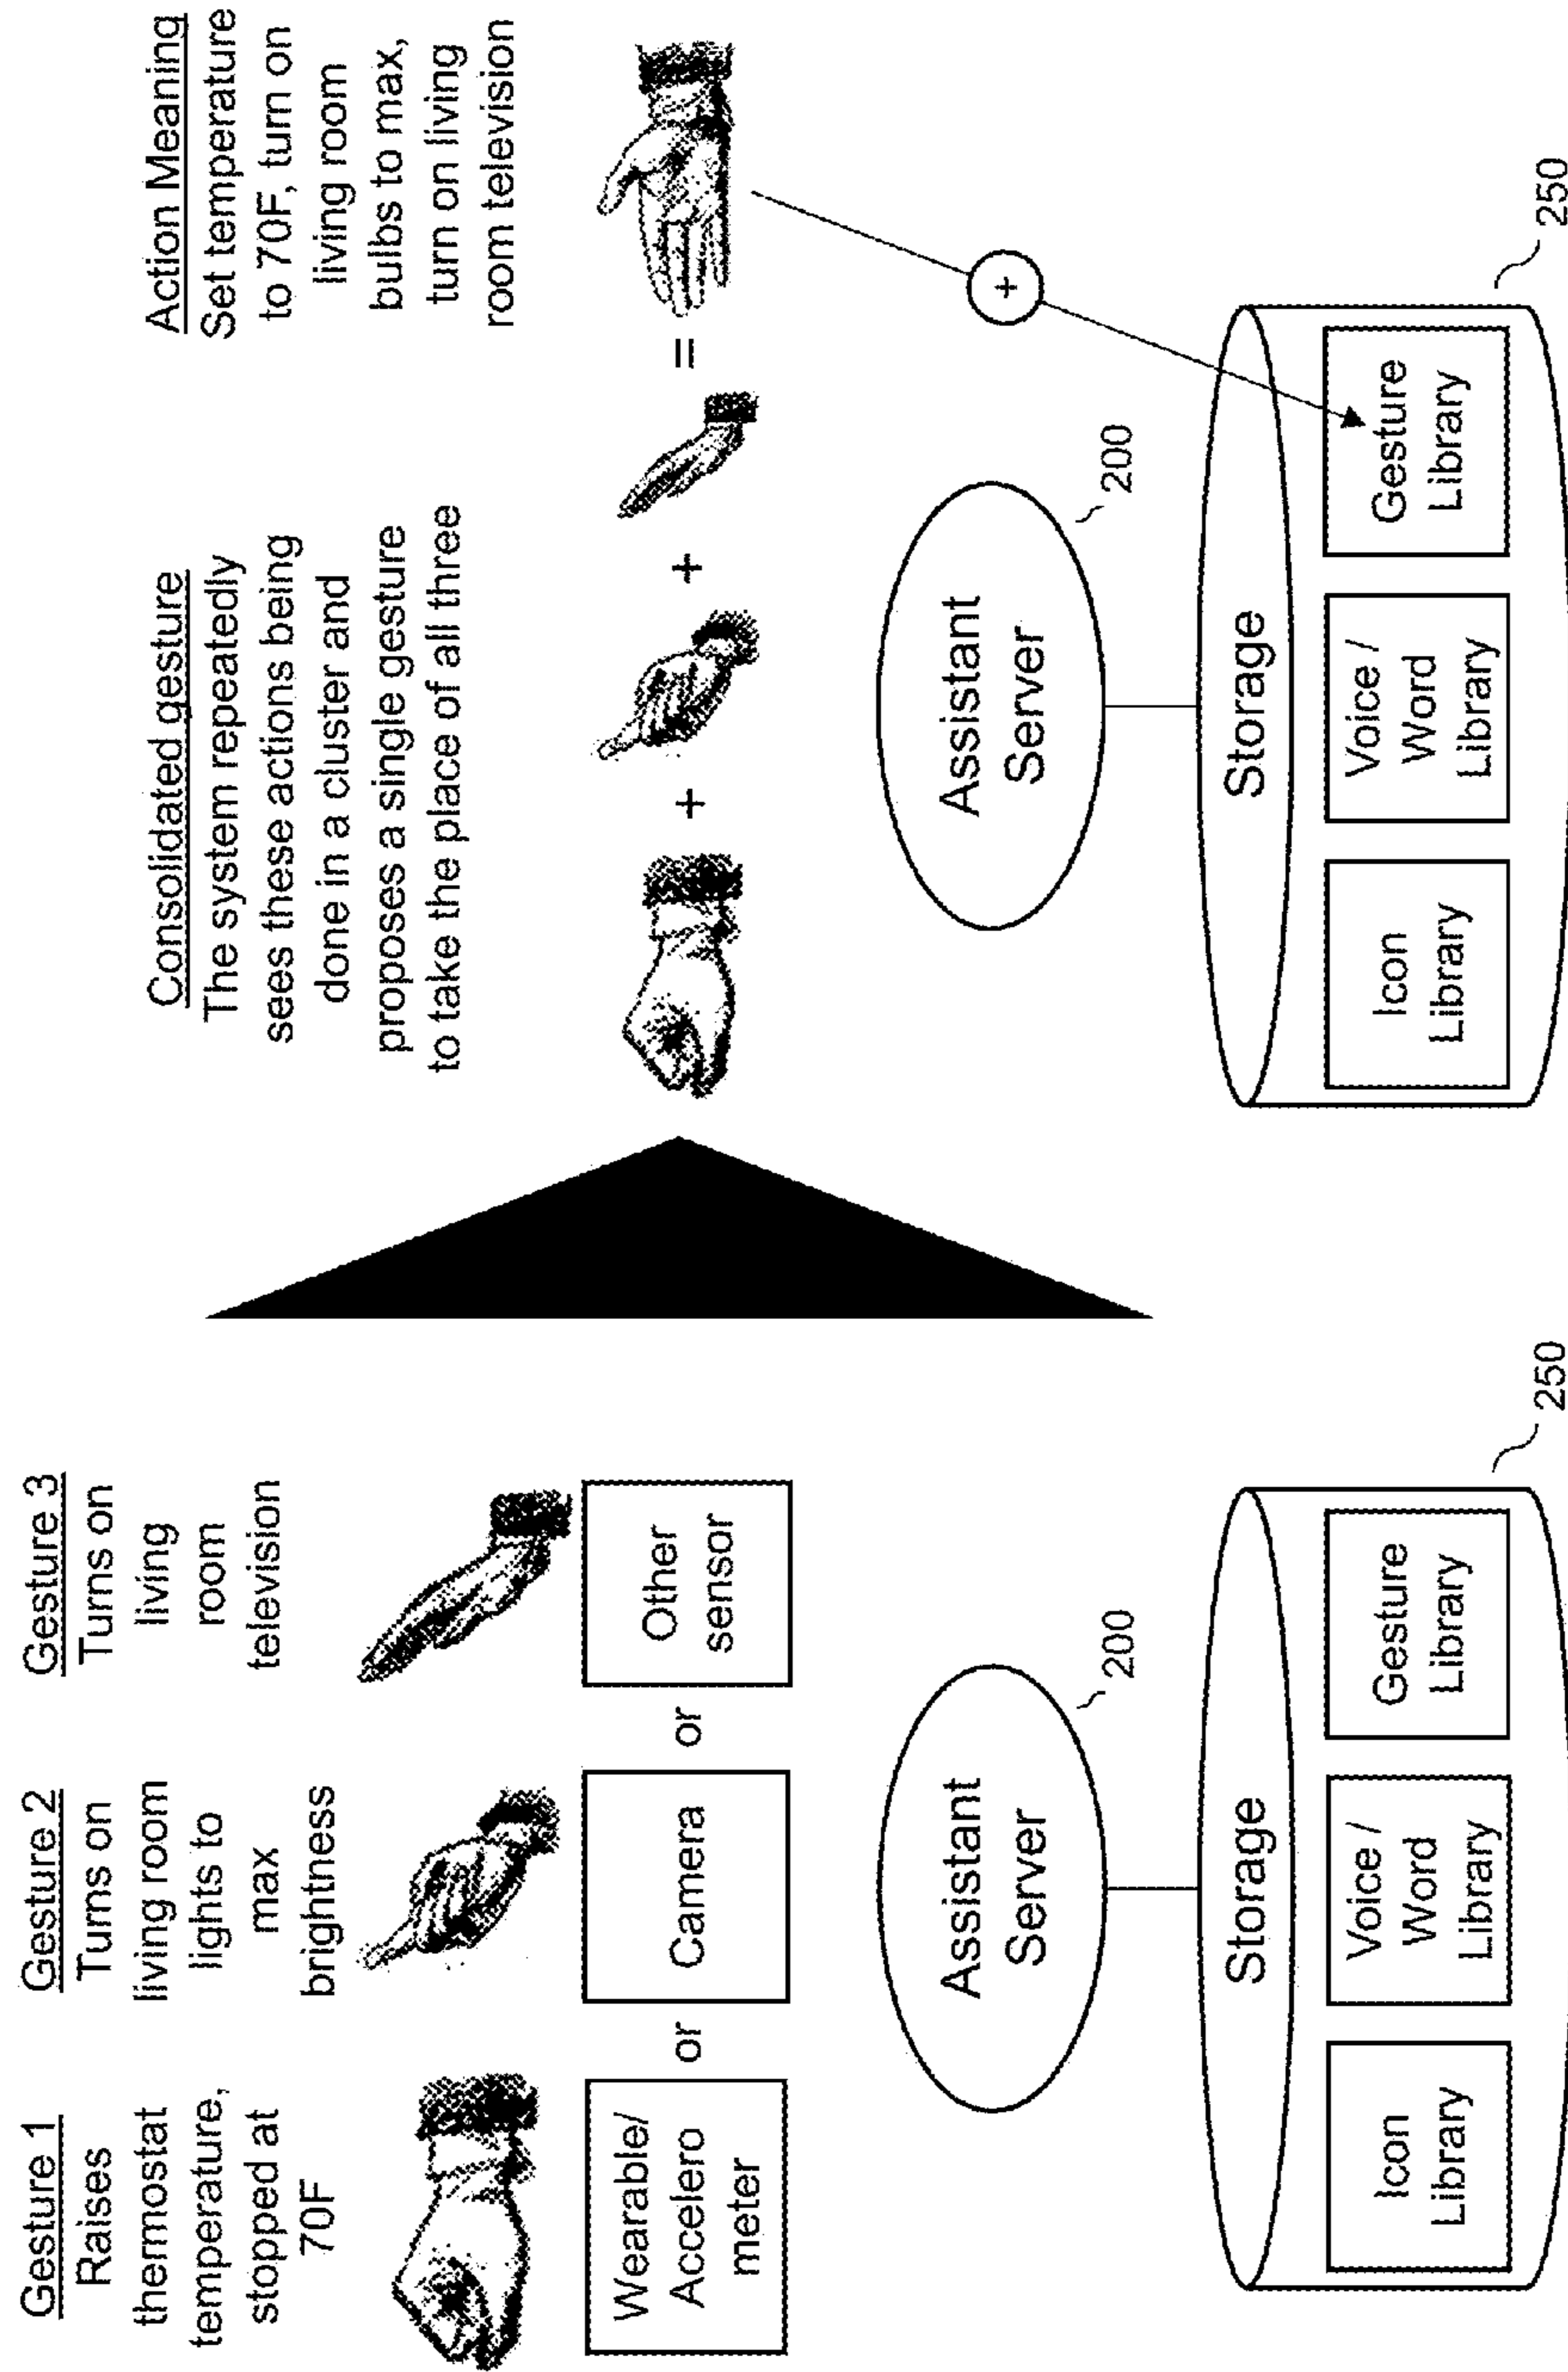 Gesture 1
Raises
thermostat
temperature,
stopped at
70F
Gesture 2
Turns on
living room
lights to
max
brightness
Gesture 3
Turns on
living
room
television
Wearable/
Accelero
meter
or
Camera
or
Other
sensor
Assistant
Server
200
Storage
250
Icon
Library
Voice /
Word
Library
Gesture
Library
Consolidated gesture
The system repeatedly
sees these actions being
done in a cluster and
proposes a single gesture
to take the place of all three
Action Meaning
Set temperature
to 70F, turn on
living room
bulbs to max,
turn on living
room television
+
+
=
+
Assistant
Server
200
Storage
250
Icon
Library
Voice /
Word
Library
Gesture
Library